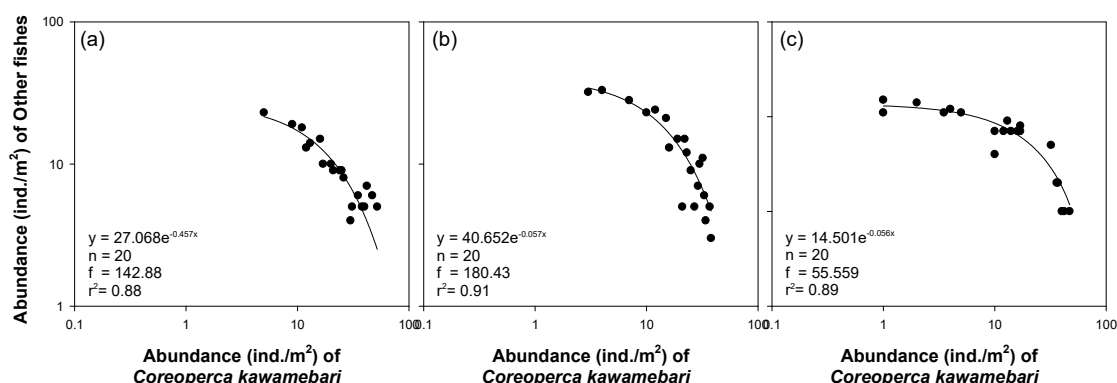 Abundance (ind./m²) of Other fishes
100
10
1
(a)
y = 27.068e^-0.457x
n = 20
f = 142.88
r²= 0.88
0.1 1 10 100
Abundance (ind./m²) of
Coreoperca kawamebari
(b)
y = 40.652e^-0.057x
n = 20
f = 180.43
r²= 0.91
0.1 1 10 100
Abundance (ind./m²) of
Coreoperca kawamebari
(c)
y = 14.501e^-0.056x
n = 20
f = 55.559
r²= 0.89
0.1 1 10 100
Abundance (ind./m²) of
Coreoperca kawamebari